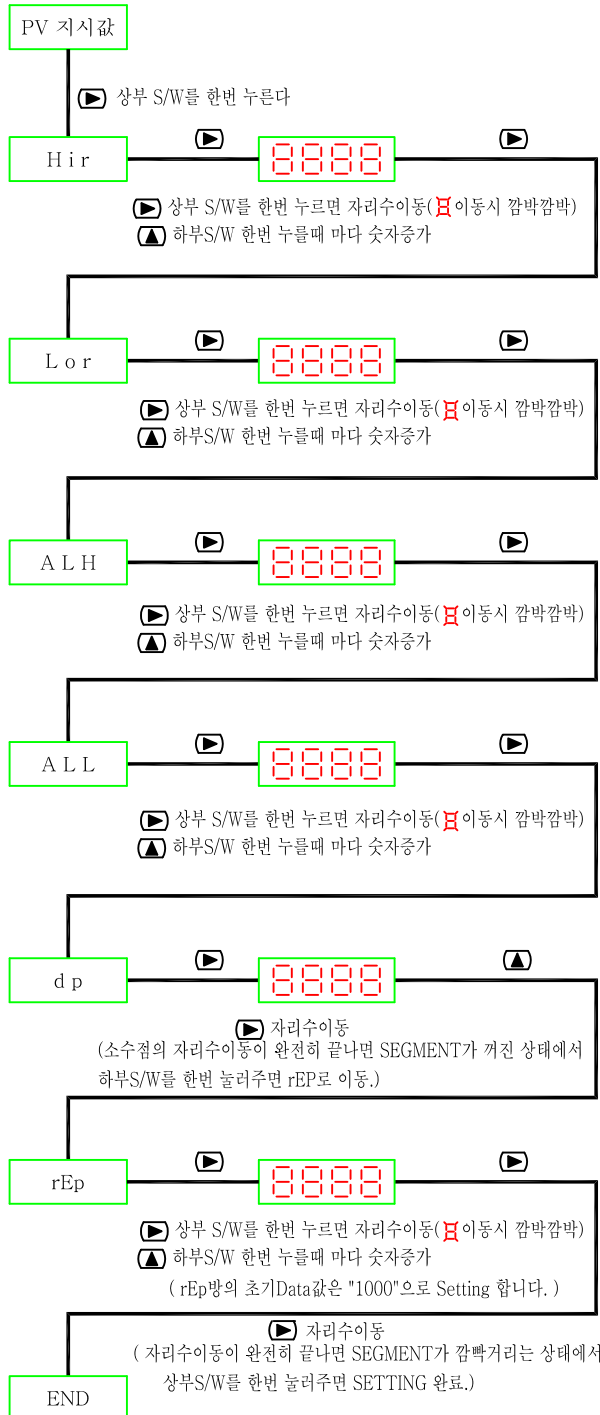 PV 지시값
상부 S/W를 한번 누른다
Hir
8888
상부 S/W를 한번 누르면 자리수이동(8이동시 깜박깜박)
하부S/W 한번 누를때 마다 숫자증가
Lor
8888
상부 S/W를 한번 누르면 자리수이동(8이동시 깜박깜박)
하부S/W 한번 누를때 마다 숫자증가
ALH
8888
상부 S/W를 한번 누르면 자리수이동(8이동시 깜박깜박)
하부S/W 한번 누를때 마다 숫자증가
ALL
8888
상부 S/W를 한번 누르면 자리수이동(8이동시 깜박깜박)
하부S/W 한번 누를때 마다 숫자증가
dp
8888
자리수이동
(소수점의 자리수이동이 완전히 끝나면 SEGMENT가 꺼진 상태에서
하부S/W를 한번 눌러주면 rEP로 이동.)
rEp
8888
상부 S/W를 한번 누르면 자리수이동(8이동시 깜박깜박)
하부S/W 한번 누를때 마다 숫자증가
( rEp방의 초기Data값은 "1000"으로 Setting 합니다. )
자리수이동
( 자리수이동이 완전히 끝나면 SEGMENT가 깜빡거리는 상태에서
상부S/W를 한번 눌러주면 SETTING 완료.)
END